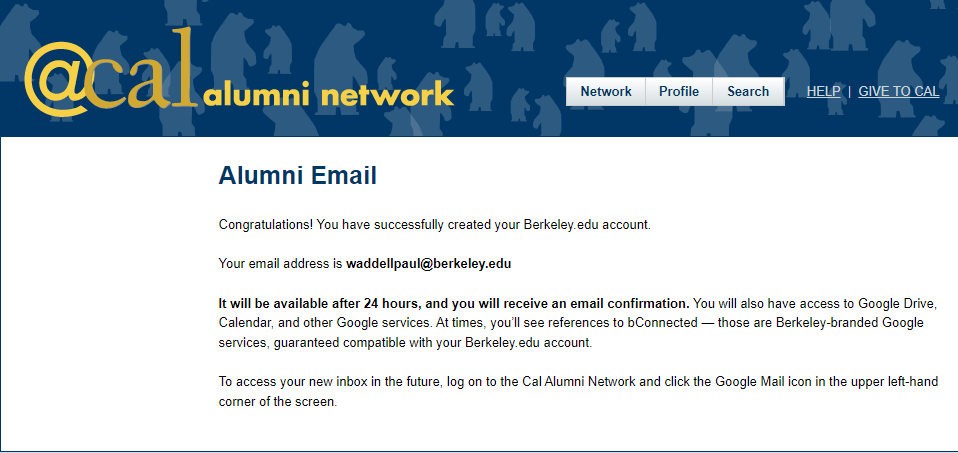 @cal alumni network
Network Profile Search HELP | GIVE TO CAL
Alumni Email
Congratulations! You have successfully created your Berkeley.edu account.
Your email address is waddellpaul@berkeley.edu
It will be available after 24 hours, and you will receive an email confirmation. You will also have access to Google Drive,
Calendar, and other Google services. At times, you'll see references to bConnected — those are Berkeley-branded Google
services, guaranteed compatible with your Berkeley.edu account.
To access your new inbox in the future, log on to the Cal Alumni Network and click the Google Mail icon in the upper left-hand
corner of the screen.